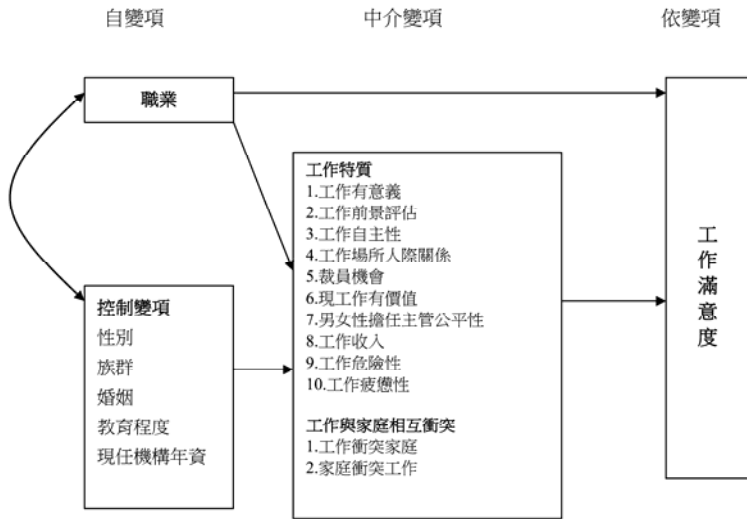 自變項
中介變項
依變項
職業
控制變項
性別
族群
婚姻
教育程度
現任機構年資
工作特質
1.工作有意義
2.工作前景評估
3.工作自主性
4.工作場所人際關係
5.裁員機會
6.現工作有價值
7.男女性擔任主管公平性
8.工作收入
9.工作危險性
10.工作疲憊性
工作與家庭相互衝突
1.工作衝突家庭
2.家庭衝突工作
工作滿意度